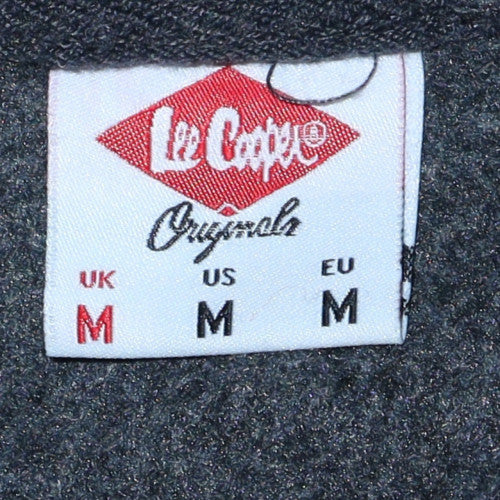 Lee Cooper
Originals
UK US EU
M M M